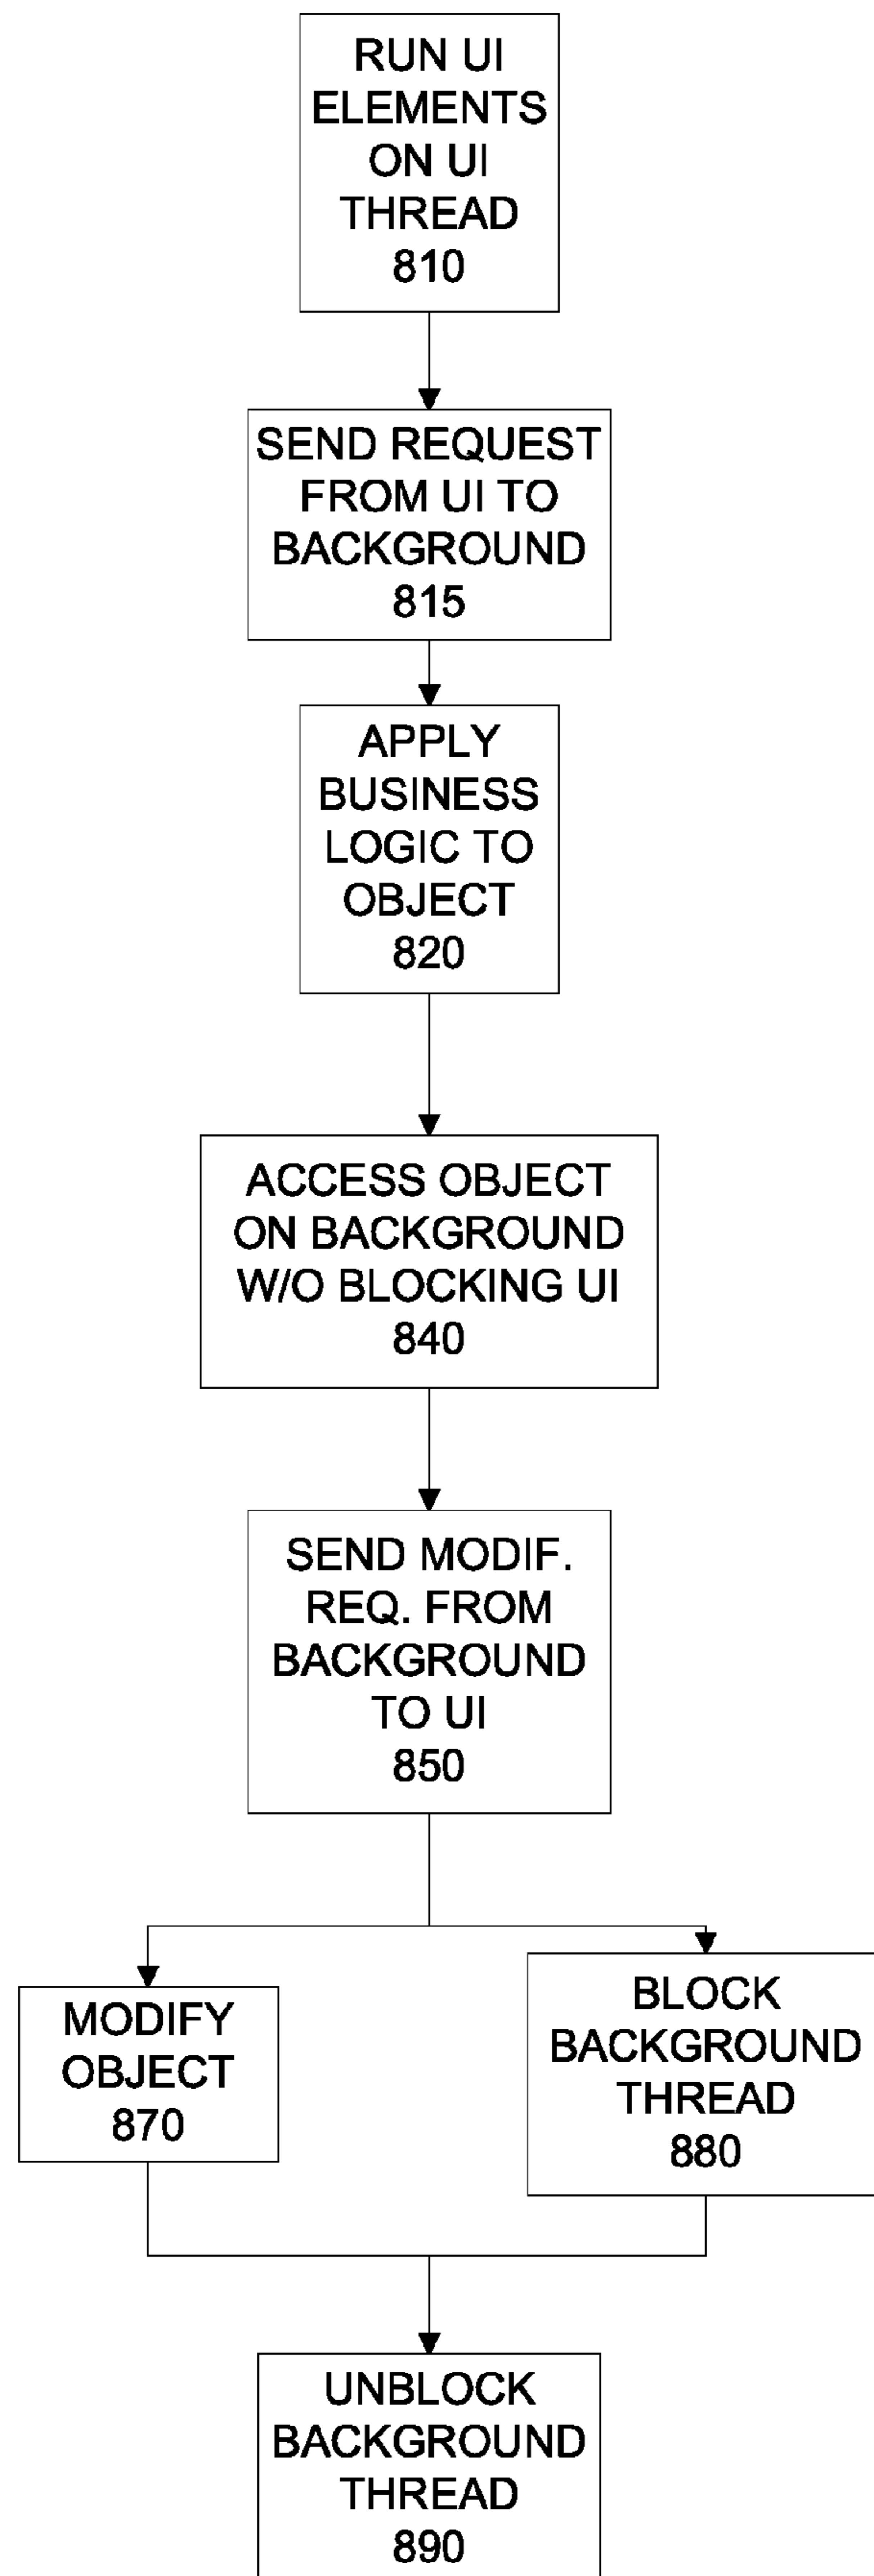 RUN UI
ELEMENTS
ON UI
THREAD
810
SEND REQUEST
FROM UI TO
BACKGROUND
815
APPLY
BUSINESS
LOGIC TO
OBJECT
820
ACCESS OBJECT
ON BACKGROUND
W/O BLOCKING UI
840
SEND MODIF.
REQ. FROM
BACKGROUND
TO UI
850
MODIFY
OBJECT
870
BLOCK
BACKGROUND
THREAD
880
UNBLOCK
BACKGROUND
THREAD
890